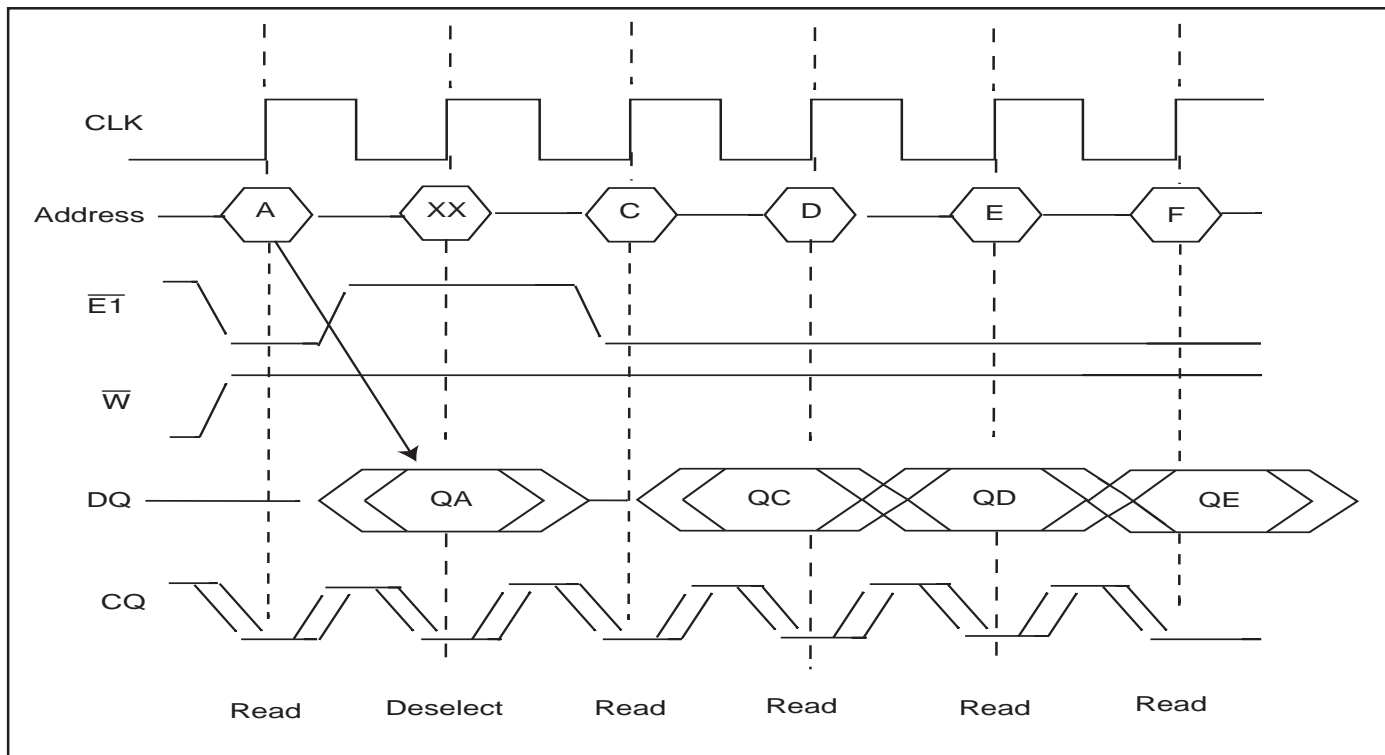 CLK
Address A XX C D E F
E1
W
DQ QA QC QD QE
CQ
Read Deselect Read Read Read Read